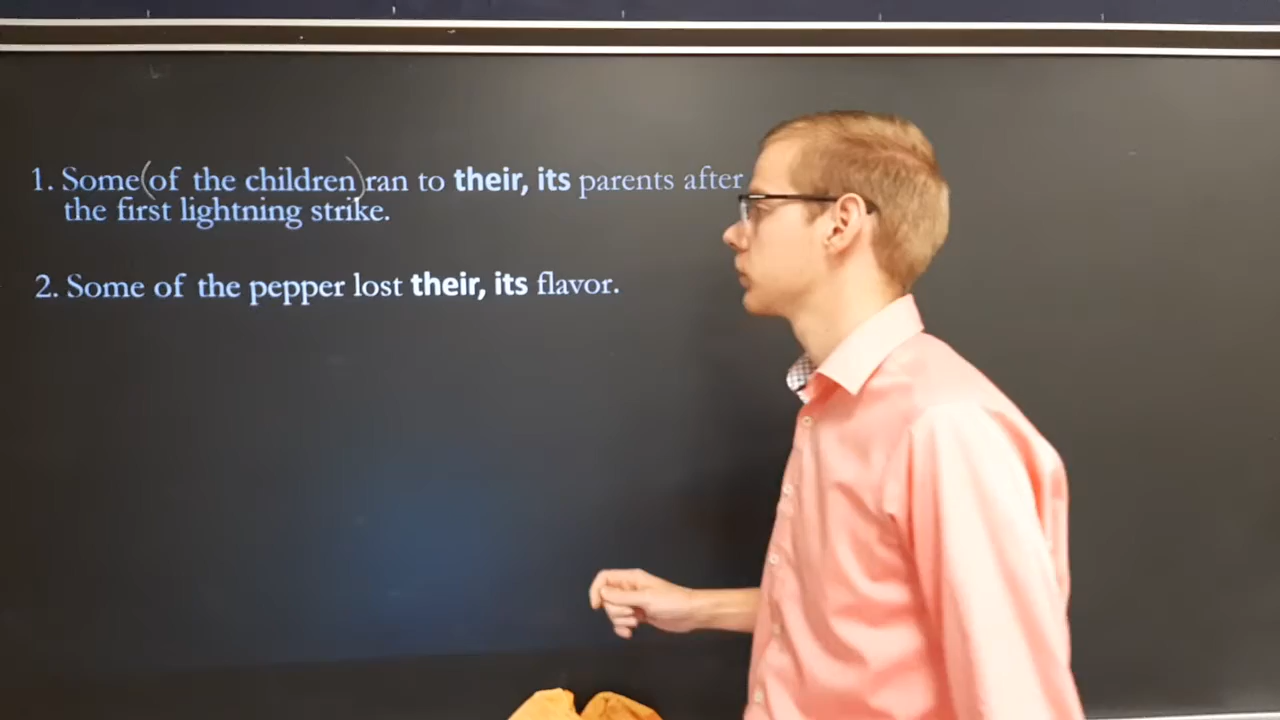 1. Some (of the children) ran to their, its parents after
the first lightning strike.
2. Some of the pepper lost their, its flavor.